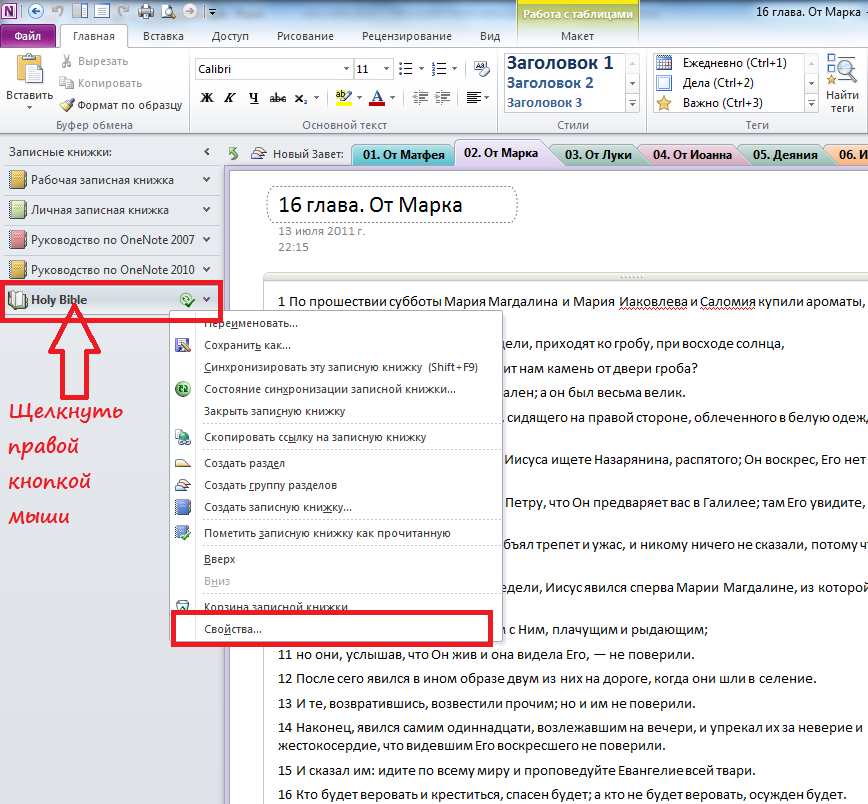 Работа с таблицами
16 глава. От Марка
Файл
Главная
Вставка
Доступ
Рисование
Рецензирование
Вид
Макет
Вставить
Вырезать
Копировать
Формат по образцу
Буфер обмена
Calibri
11
Ж К Ч abc x₂ ab A
Основной текст
Заголовок 1
Заголовок 2
Заголовок 3
Стили
Ежедневно (Ctrl+1)
Дела (Ctrl+2)
Важно (Ctrl+3)
Теги
Найти
теги
Записные книжки:
Новый Завет:
01. От Матфея
02. От Марка
03. От Луки
04. От Иоанна
05. Деяния
06. И
Рабочая записная книжка
Личная записная книжка
Руководство по OneNote 2007
Руководство по OneNote 2010
Holy Bible
Щелкнуть
правой
кнопкой
мыши
Переименовать...
Сохранить как...
Синхронизировать эту записную книжку (Shift+F9)
Состояние синхронизации записной книжки...
Закрыть записную книжку
Скопировать ссылку на записную книжку
Создать раздел
Создать группу разделов
Создать записную книжку...
Пометить записную книжку как прочитанную
Вверх
Вниз
Корзина записной книжки
Свойства...
16 глава. От Марка
13 июля 2011 г.
22:15
1 По прошествии субботы Мария Магдалина и Мария Иаковлева и Саломия купили ароматы,
дели, приходят ко гробу, при восходе солнца,
ит нам камень от двери гроба?
ален; а он был весьма велик.
, сидящего на правой стороне, облеченного в белую одеж
Иисуса ищете Назарянина, распятого; Он воскрес, Его нет
Петру, что Он предваряет вас в Галилее; там Его увидите,
бъял трепет и ужас, и никому ничего не сказали, потому чт
едели, Иисус явился сперва Марии Магдалине, из которой
с Ним, плачущим и рыдающим;
11 но они, услышав, что Он жив и она видела Его, — не поверили.
12 После сего явился в ином образе двум из них на дороге, когда они шли в селение.
13 И те, возвратившись, возвестили прочим; но и им не поверили.
14 Наконец, явился самим одиннадцати, возлежавшим на вечери, и упрекал их за неверие и
жестокосердие, что видевшим Его воскресшего не поверили.
15 И сказал им: идите по всему миру и проповедуйте Евангелие всей твари.
16 Кто будет веровать и креститься, спасен будет; а кто не будет веровать, осужден будет.